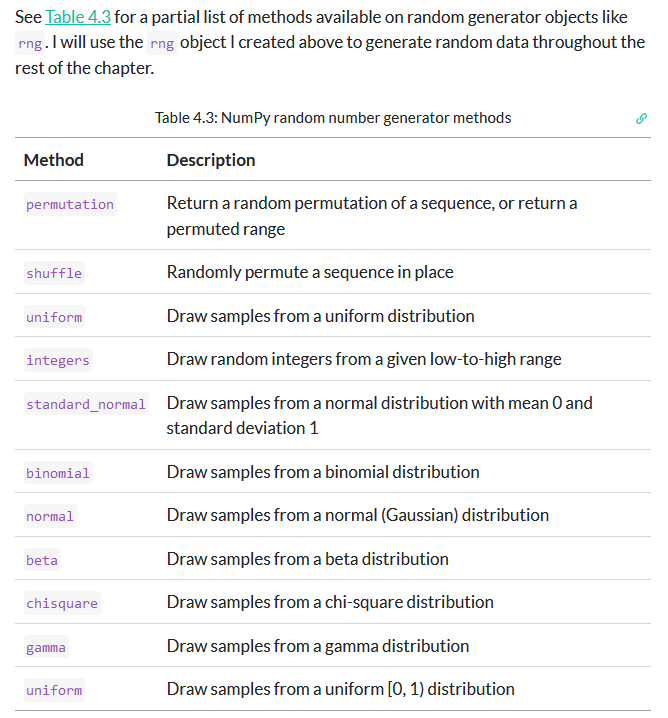 See Table 4.3 for a partial list of methods available on random generator objects like
rng. I will use the rng object I created above to generate random data throughout the
rest of the chapter.
Table 4.3: NumPy random number generator methods
Method Description
permutation Return a random permutation of a sequence, or return a
permuted range
shuffle Randomly permute a sequence in place
uniform Draw samples from a uniform distribution
integers Draw random integers from a given low-to-high range
standard_normal Draw samples from a normal distribution with mean 0 and
standard deviation 1
binomial Draw samples from a binomial distribution
normal Draw samples from a normal (Gaussian) distribution
beta Draw samples from a beta distribution
chisquare Draw samples from a chi-square distribution
gamma Draw samples from a gamma distribution
uniform Draw samples from a uniform [0, 1) distribution